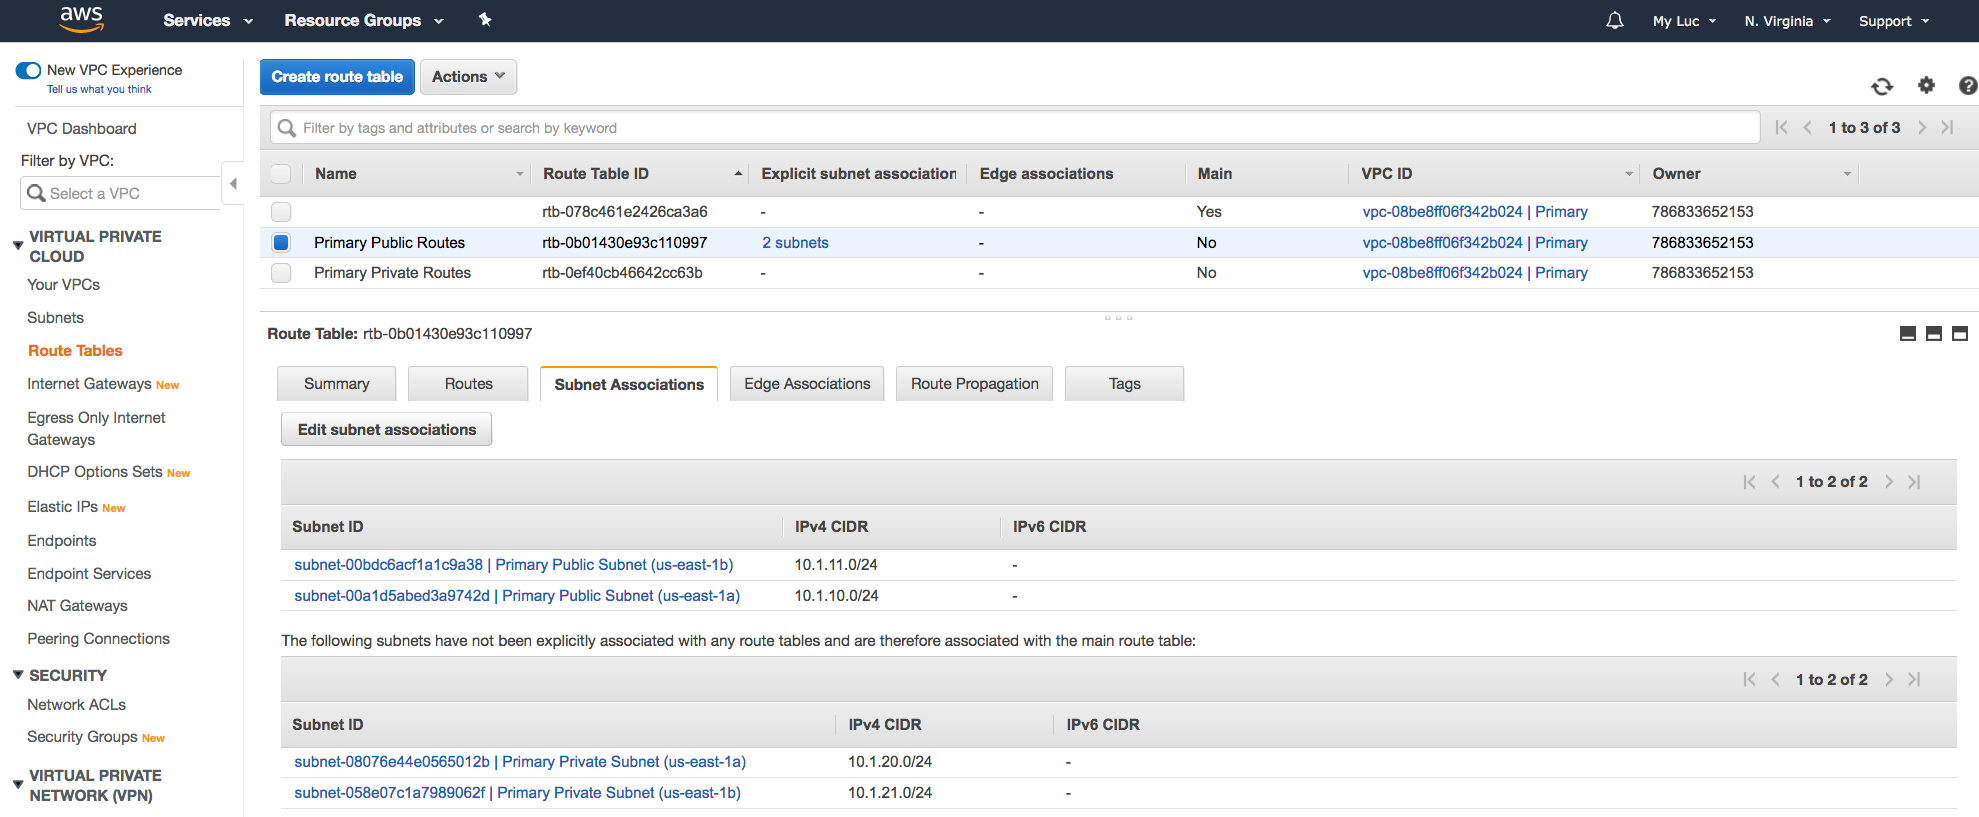 aws Services Resource Groups My Luc N. Virginia Support
New VPC Experience
Tell us what you think
VPC Dashboard
Filter by VPC:
Select a VPC
VIRTUAL PRIVATE
CLOUD
Your VPCs
Subnets
Route Tables
Internet Gateways New
Egress Only Internet
Gateways
DHCP Options Sets New
Elastic IPs New
Endpoints
Endpoint Services
NAT Gateways
Peering Connections
SECURITY
Network ACLs
Security Groups New
VIRTUAL PRIVATE
NETWORK (VPN)
Create route table Actions
Filter by tags and attributes or search by keyword 1 to 3 of 3
Name Route Table ID Explicit subnet association Edge associations Main VPC ID Owner
rtb-078c461e2426ca3a6 - - Yes vpc-08be8ff06f342b024 | Primary 786833652153
Primary Public Routes rtb-0b01430e93c110997 2 subnets - No vpc-08be8ff06f342b024 | Primary 786833652153
Primary Private Routes rtb-0ef40cb46642cc63b - - No vpc-08be8ff06f342b024 | Primary 786833652153
Route Table: rtb-0b01430e93c110997
Summary Routes Subnet Associations Edge Associations Route Propagation Tags
Edit subnet associations
1 to 2 of 2
Subnet ID IPv4 CIDR IPv6 CIDR
subnet-00bdc6acf1a1c9a38 | Primary Public Subnet (us-east-1b) 10.1.11.0/24 -
subnet-00a1d5abed3a9742d | Primary Public Subnet (us-east-1a) 10.1.10.0/24 -
The following subnets have not been explicitly associated with any route tables and are therefore associated with the main route table:
1 to 2 of 2
Subnet ID IPv4 CIDR IPv6 CIDR
subnet-08076e44e0565012b | Primary Private Subnet (us-east-1a) 10.1.20.0/24 -
subnet-058e07c1a7989062f | Primary Private Subnet (us-east-1b) 10.1.21.0/24 -